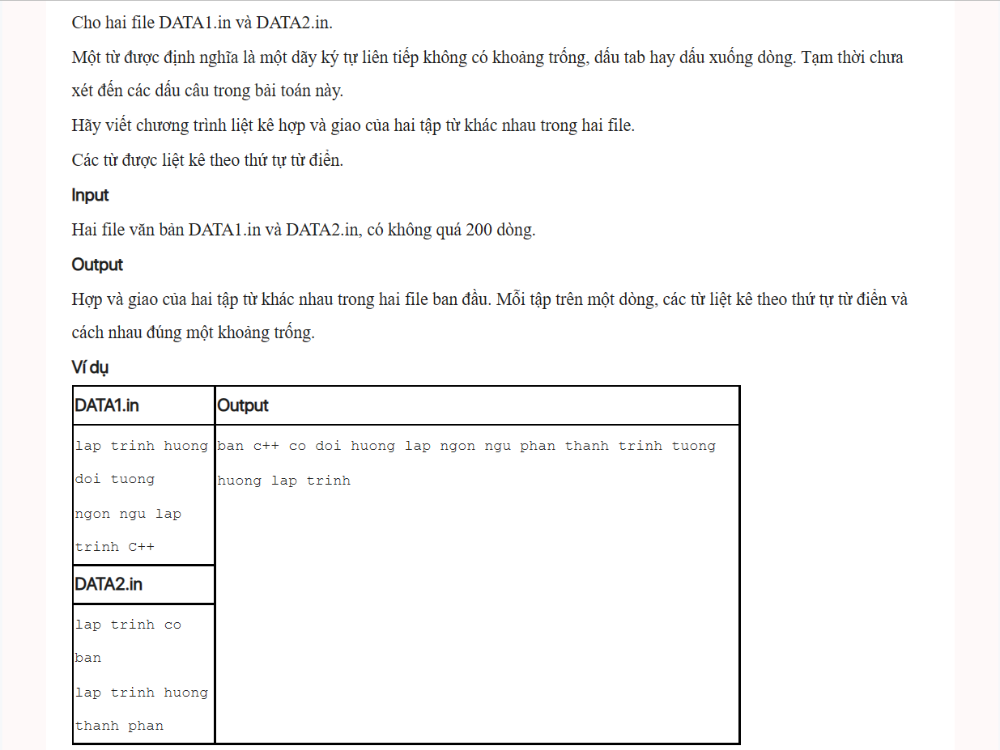 Cho hai file DATA1.in và DATA2.in.
Một từ được định nghĩa là một dãy ký tự liên tiếp không có khoảng trống, dấu tab hay dấu xuống dòng. Tạm thời chưa
xét đến các dấu câu trong bài toán này.
Hãy viết chương trình liệt kê hợp và giao của hai tập từ khác nhau trong hai file.
Các từ được liệt kê theo thứ tự từ điển.
Input
Hai file văn bản DATA1.in và DATA2.in, có không quá 200 dòng.
Output
Hợp và giao của hai tập từ khác nhau trong hai file ban đầu. Mỗi tập trên một dòng, các từ liệt kê theo thứ tự từ điển và
cách nhau đúng một khoảng trống.
Ví dụ
DATA1.in
lap trinh huong
doi tuong
ngon ngu lap
trinh C++
DATA2.in
lap trinh co
ban
lap trinh huong
thanh phan
Output
ban c++ co doi huong lap ngon ngu phan thanh trinh tuong
huong lap trinh